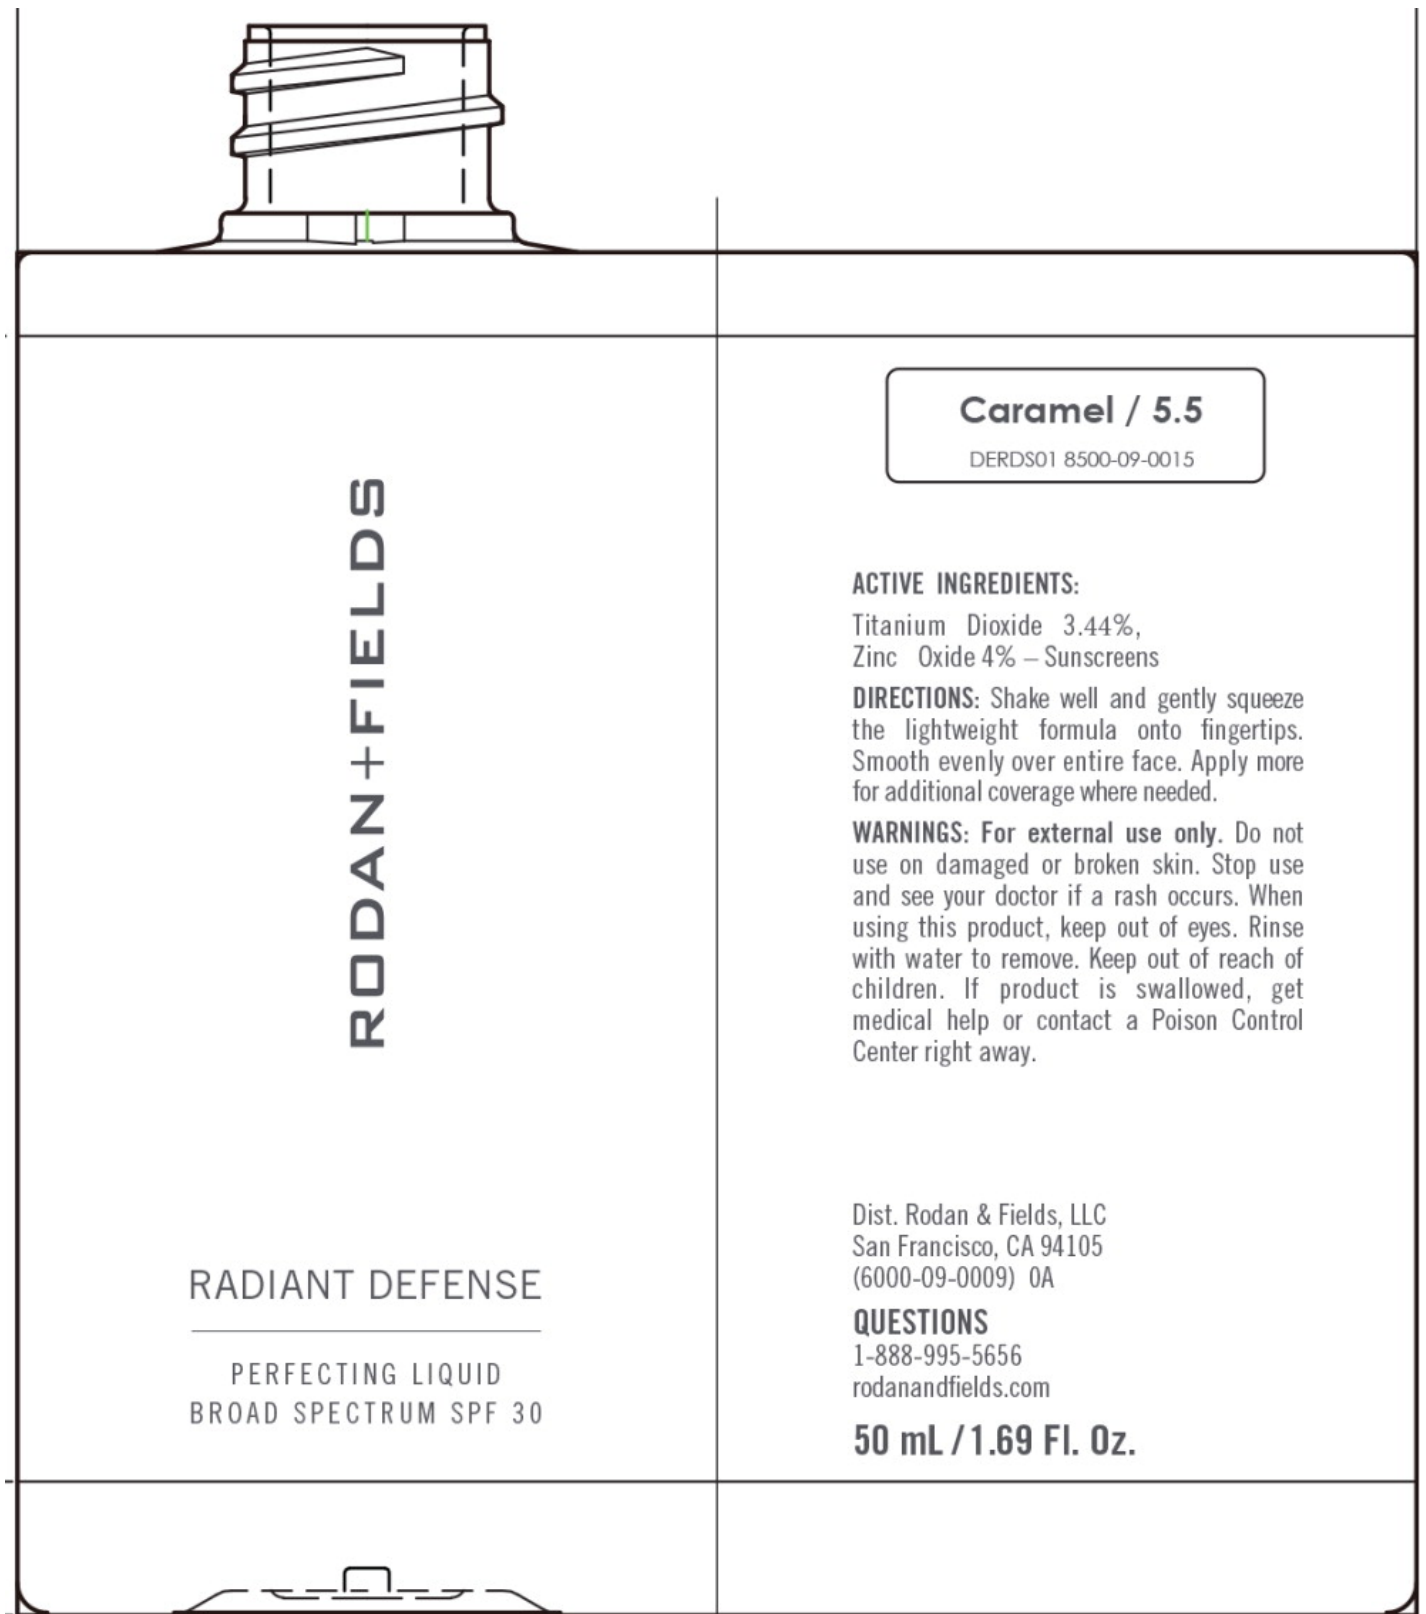 RODAN+FIELDS
RADIANT DEFENSE
PERFECTING LIQUID
BROAD SPECTRUM SPF 30
Caramel / 5.5
DERDS01 8500-09-0015
ACTIVE INGREDIENTS:
Titanium Dioxide 3.44%,
Zinc Oxide 4% – Sunscreens
DIRECTIONS: Shake well and gently squeeze
the lightweight formula onto fingertips.
Smooth evenly over entire face. Apply more
for additional coverage where needed.
WARNINGS: For external use only. Do not
use on damaged or broken skin. Stop use
and see your doctor if a rash occurs. When
using this product, keep out of eyes. Rinse
with water to remove. Keep out of reach of
children. If product is swallowed, get
medical help or contact a Poison Control
Center right away.
Dist. Rodan & Fields, LLC
San Francisco, CA 94105
(6000-09-0009) 0A
QUESTIONS
1-888-995-5656
rodanandfields.com
50 mL / 1.69 Fl. Oz.